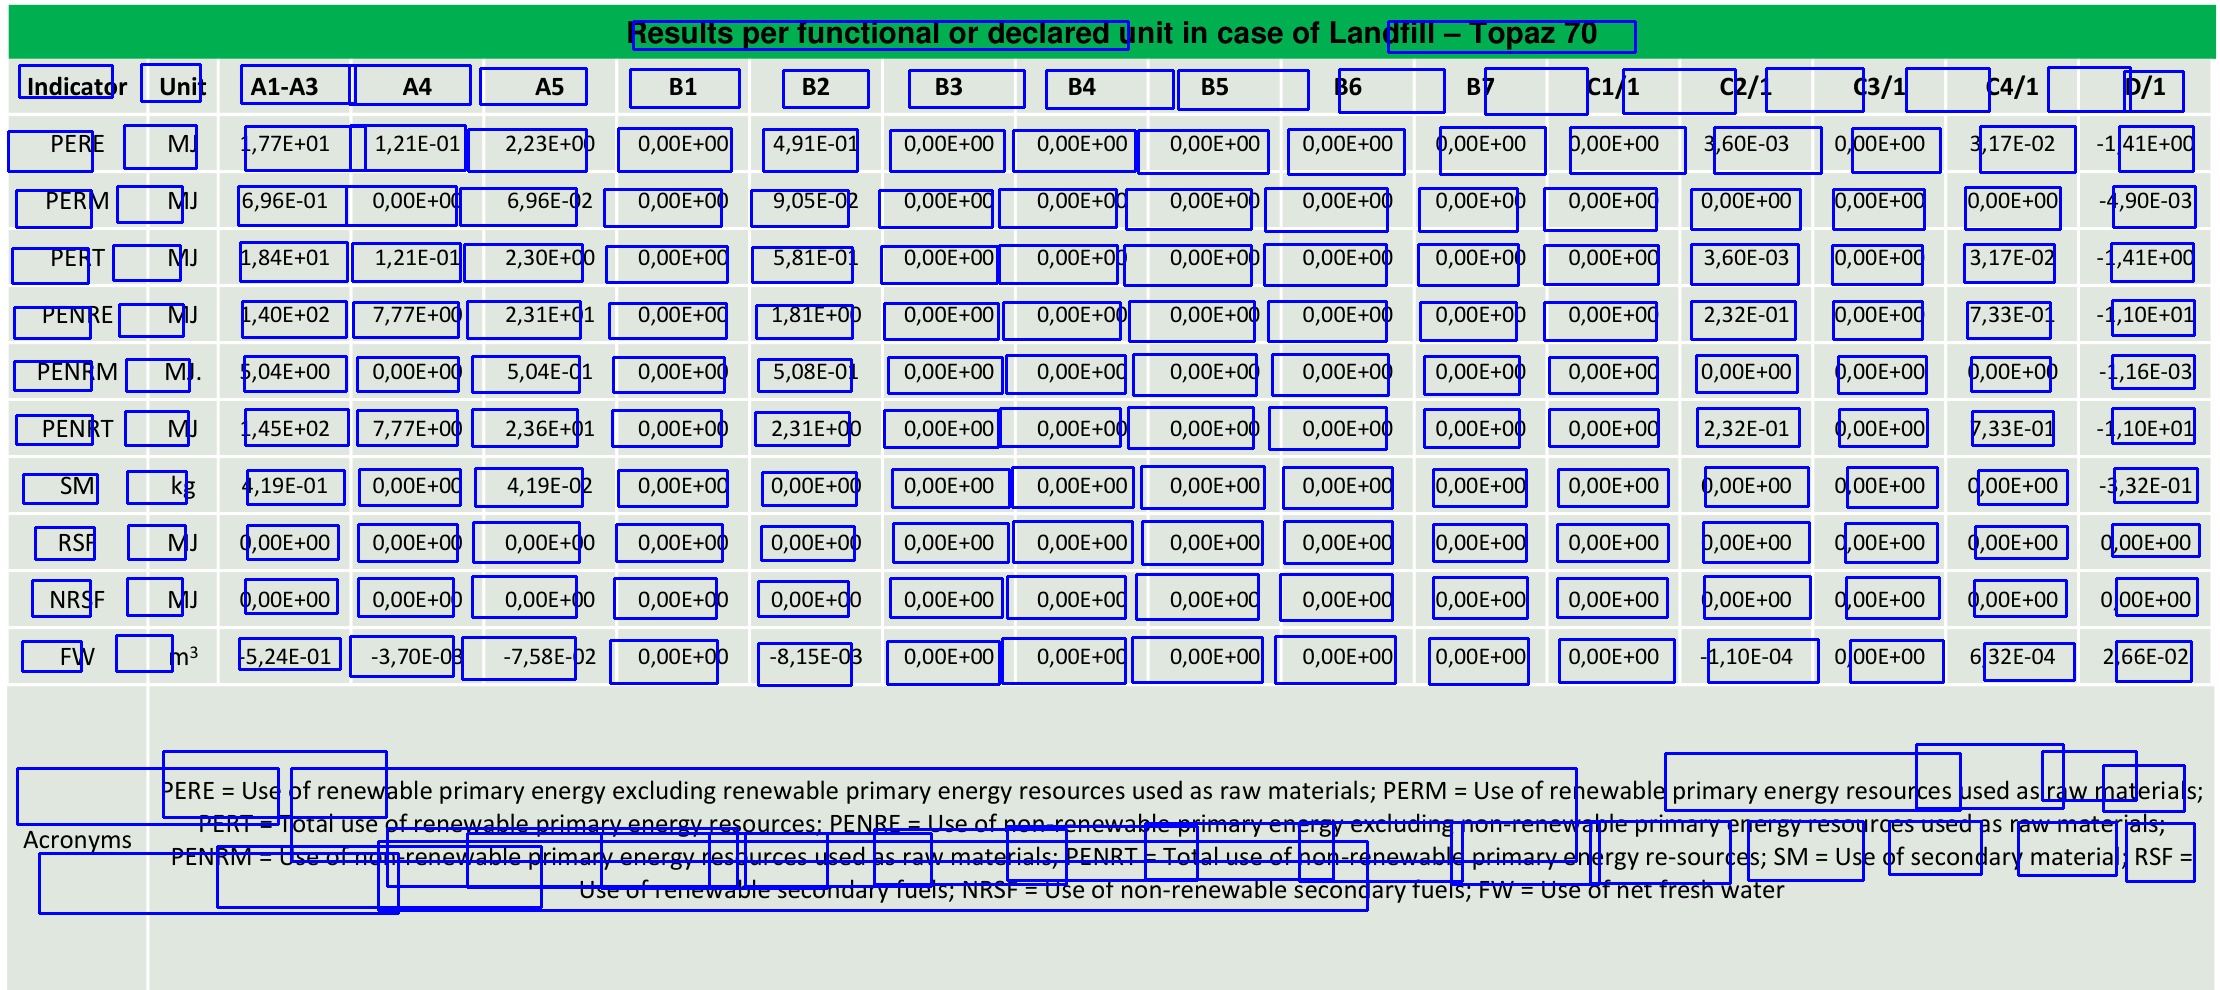 Results per functional or declared unit in case of Landfill – Topaz 70
Indicator Unit A1-A3 A4 A5 B1 B2 B3 B4 B5 B6 B7 C1/1 C2/1 C3/1 C4/1 D/1
PERE MJ 1,77E+01 1,21E-01 2,23E+00 0,00E+00 4,91E-01 0,00E+00 0,00E+00 0,00E+00 0,00E+00 0,00E+00 0,00E+00 3,60E-03 0,00E+00 3,17E-02 -1,41E+00
PERM MJ 6,96E-01 0,00E+00 6,96E-02 0,00E+00 9,05E-02 0,00E+00 0,00E+00 0,00E+00 0,00E+00 0,00E+00 0,00E+00 0,00E+00 0,00E+00 0,00E+00 -4,90E-03
PERT MJ 1,84E+01 1,21E-01 2,30E+00 0,00E+00 5,81E-01 0,00E+00 0,00E+00 0,00E+00 0,00E+00 0,00E+00 0,00E+00 3,60E-03 0,00E+00 3,17E-02 -1,41E+00
PENRE MJ 1,40E+02 7,77E+00 2,31E+01 0,00E+00 1,81E+00 0,00E+00 0,00E+00 0,00E+00 0,00E+00 0,00E+00 0,00E+00 2,32E-01 0,00E+00 7,33E-01 -1,10E+01
PENRM MJ. 5,04E+00 0,00E+00 5,04E-01 0,00E+00 5,08E-01 0,00E+00 0,00E+00 0,00E+00 0,00E+00 0,00E+00 0,00E+00 0,00E+00 0,00E+00 0,00E+00 -1,16E-03
PENRT MJ 1,45E+02 7,77E+00 2,36E+01 0,00E+00 2,31E+00 0,00E+00 0,00E+00 0,00E+00 0,00E+00 0,00E+00 0,00E+00 2,32E-01 0,00E+00 7,33E-01 -1,10E+01
SM kg 4,19E-01 0,00E+00 4,19E-02 0,00E+00 0,00E+00 0,00E+00 0,00E+00 0,00E+00 0,00E+00 0,00E+00 0,00E+00 0,00E+00 0,00E+00 0,00E+00 -3,32E-01
RSF MJ 0,00E+00 0,00E+00 0,00E+00 0,00E+00 0,00E+00 0,00E+00 0,00E+00 0,00E+00 0,00E+00 0,00E+00 0,00E+00 0,00E+00 0,00E+00 0,00E+00 0,00E+00
NRSF MJ 0,00E+00 0,00E+00 0,00E+00 0,00E+00 0,00E+00 0,00E+00 0,00E+00 0,00E+00 0,00E+00 0,00E+00 0,00E+00 0,00E+00 0,00E+00 0,00E+00 0,00E+00
FW m³ -5,24E-01 -3,70E-03 -7,58E-02 0,00E+00 -8,15E-03 0,00E+00 0,00E+00 0,00E+00 0,00E+00 0,00E+00 0,00E+00 -1,10E-04 0,00E+00 6,32E-04 2,66E-02
Acronyms
PERE = Use of renewable primary energy excluding renewable primary energy resources used as raw materials; PERM = Use of renewable primary energy resources used as raw materials;
PERT = Total use of renewable primary energy resources; PENRE = Use of non-renewable primary energy excluding non-renewable primary energy resources used as raw materials;
PENRM = Use of non-renewable primary energy resources used as raw materials; PENRT = Total use of non-renewable primary energy re-sources; SM = Use of secondary material; RSF =
Use of renewable secondary fuels; NRSF = Use of non-renewable secondary fuels; FW = Use of net fresh water